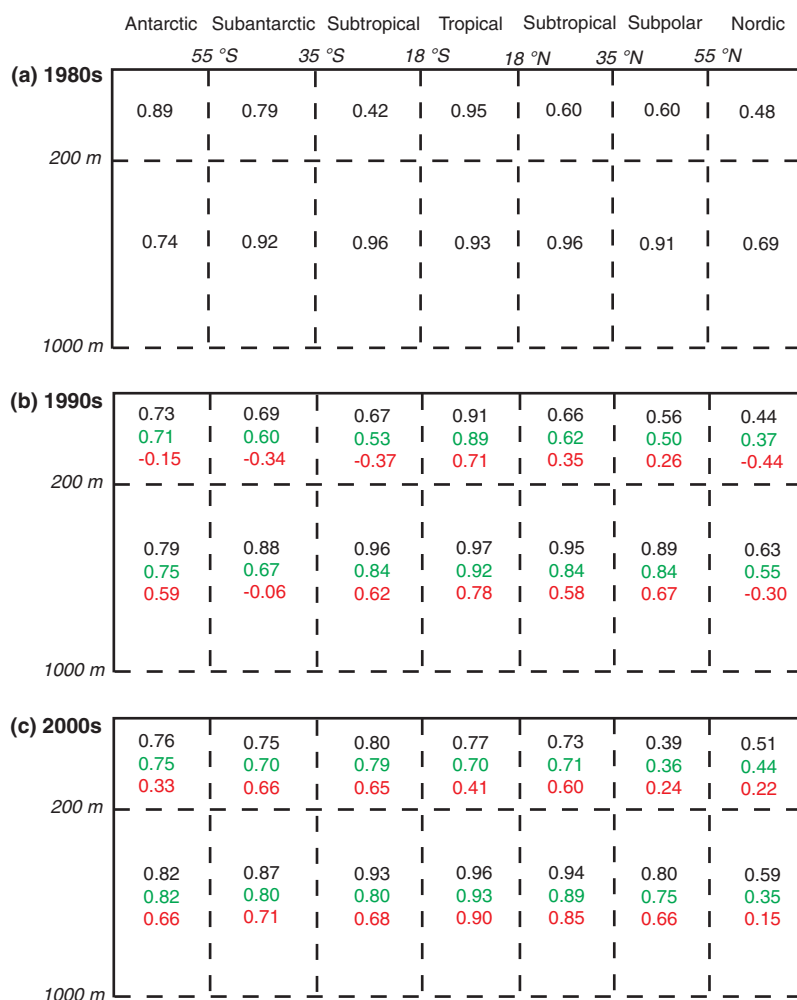 Antarctic Subantarctic Subtropical Tropical Subtropical Subpolar Nordic
55 °S 35 °S 18 °S 18 °N 35 °N 55 °N
(a) 1980s
0.89 0.79 0.42 0.95 0.60 0.60 0.48
200 m
0.74 0.92 0.96 0.93 0.96 0.91 0.69
1000 m
(b) 1990s
0.73 0.69 0.67 0.91 0.66 0.56 0.44
0.71 0.60 0.53 0.89 0.62 0.50 0.37
-0.15 -0.34 -0.37 0.71 0.35 0.26 -0.44
200 m
0.79 0.88 0.96 0.97 0.95 0.89 0.63
0.75 0.67 0.84 0.92 0.84 0.84 0.55
0.59 -0.06 0.62 0.78 0.58 0.67 -0.30
1000 m
(c) 2000s
0.76 0.75 0.80 0.77 0.73 0.39 0.51
0.75 0.70 0.79 0.70 0.71 0.36 0.44
0.33 0.66 0.65 0.41 0.60 0.24 0.22
200 m
0.82 0.87 0.93 0.96 0.94 0.80 0.59
0.82 0.80 0.80 0.93 0.89 0.75 0.35
0.66 0.71 0.68 0.90 0.85 0.66 0.15
1000 m